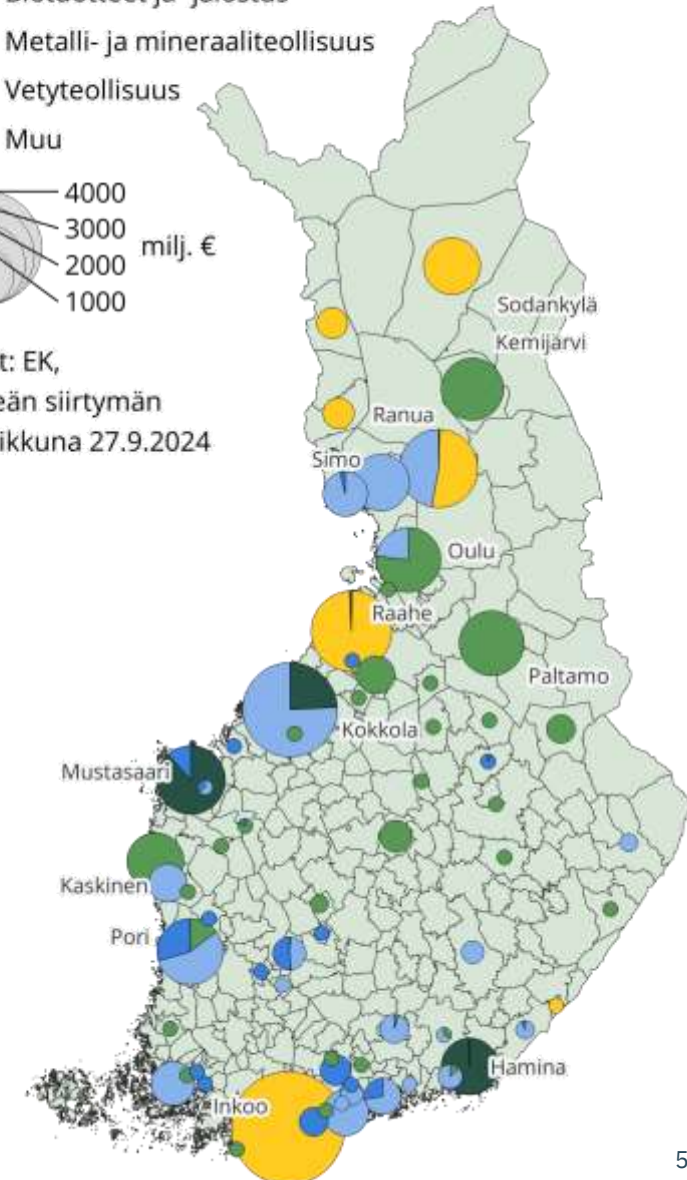 Metalli- ja mineraaliteollisuus
Vetyteollisuus
Muu
4000
3000
milj. €
2000
1000
t: EK,
eän siirtymän
ikkuna 27.9.2024
Sodankylä
Kemijärvi
Ranua
Simo
Oulu
Raahe
Paltamo
Kokkola
Mustasaari
Kaskinen
Pori
Hamina
Inkoo
5